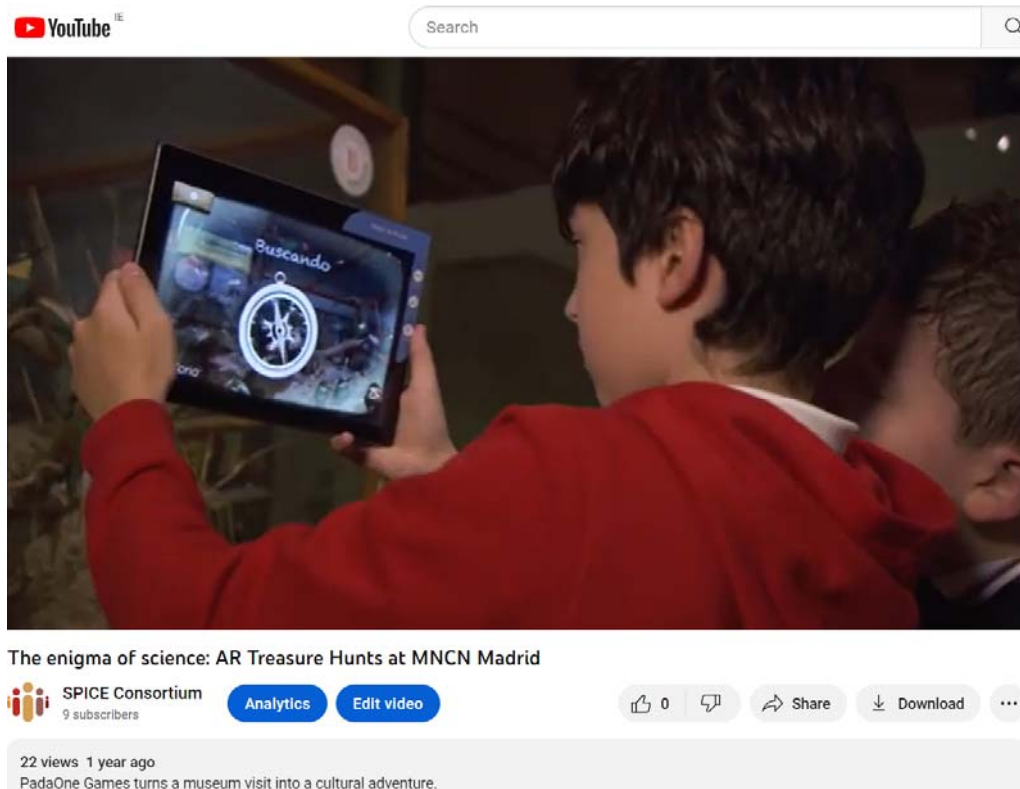 YouTube IE
Search
Buscando
The enigma of science: AR Treasure Hunts at MNCN Madrid
SPICE Consortium
9 subscribers
Analytics
Edit video
0
Share
Download
22 views 1 year ago
PadaOne Games turns a museum visit into a cultural adventure.